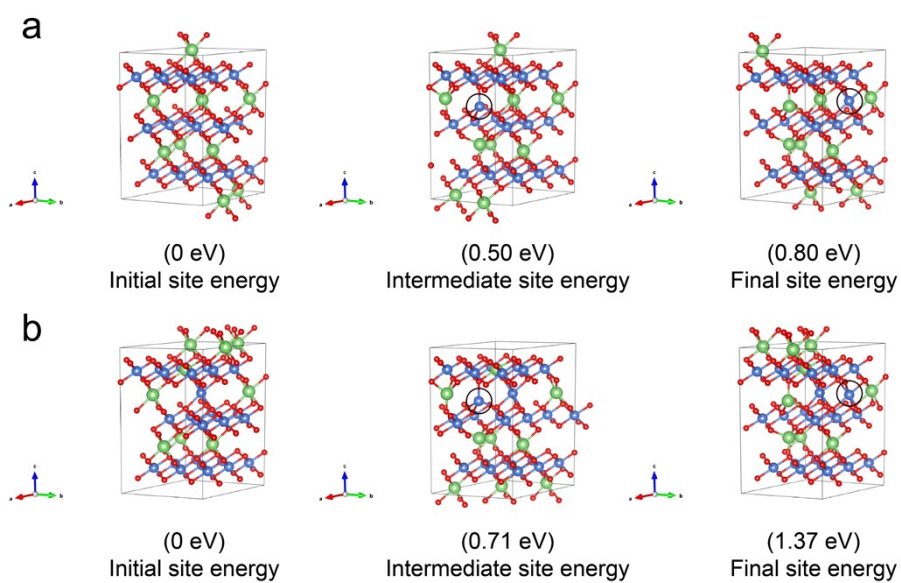 a
c
a
b
c
a
b
c
a
b
(0 eV)
Initial site energy
(0.50 eV)
Intermediate site energy
(0.80 eV)
Final site energy
b
c
a
b
c
a
b
c
a
b
(0 eV)
Initial site energy
(0.71 eV)
Intermediate site energy
(1.37 eV)
Final site energy